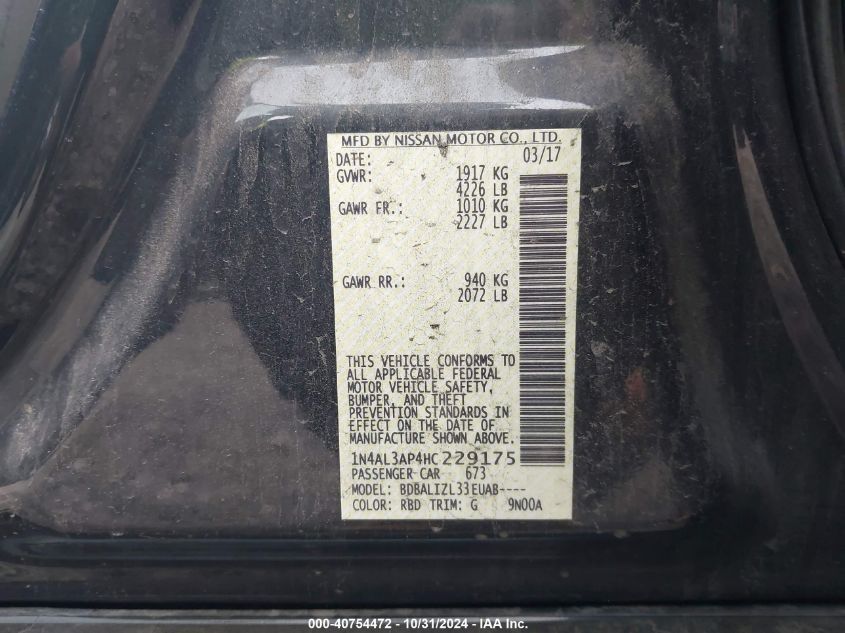 MFD BY NISSAN MOTOR CO., LTD.
DATE: 03/17
GVWR: 1917 KG
4226 LB
GAWR FR.: 1010 KG
2227 LB
GAWR RR.: 940 KG
2072 LB
THIS VEHICLE CONFORMS TO
ALL APPLICABLE FEDERAL
MOTOR VEHICLE SAFETY,
BUMPER, AND THEFT
PREVENTION STANDARDS IN
EFFECT ON THE DATE OF
MANUFACTURE SHOWN ABOVE.
1N4AL3AP4HC229175
PASSENGER CAR 673
MODEL: BDBALIZL33EUAB----
COLOR: RBD TRIM: G 9N00A
000-40754472 - 10/31/2024 - IAA Inc.